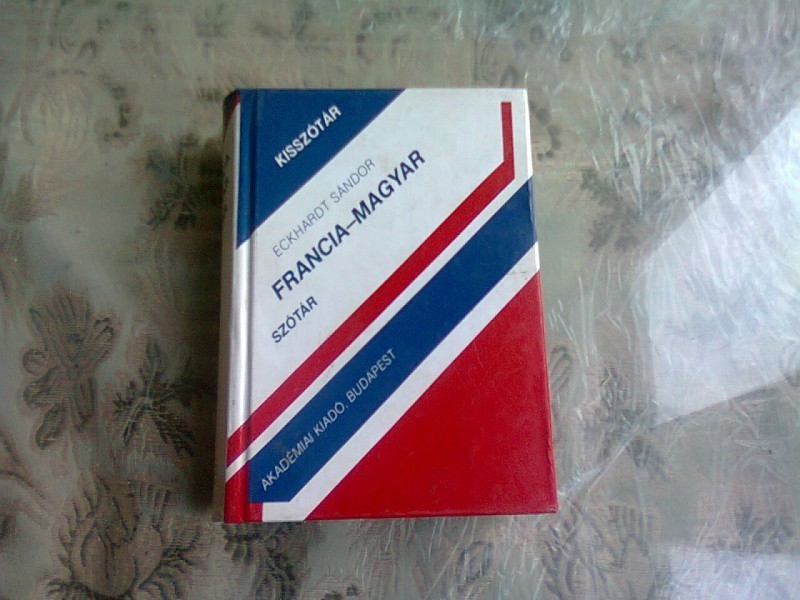 KISSZÓTÁR
ECKHARDT SÁNDOR
FRANCIA–MAGYAR
SZÓTÁR
AKADÉMIAI KIADÓ, BUDAPEST